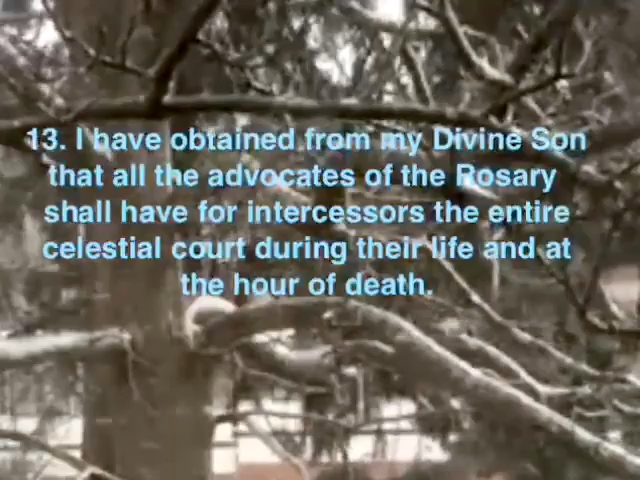 13. I have obtained from my Divine Son
that all the advocates of the Rosary
shall have for intercessors the entire
celestial court during their life and at
the hour of death.